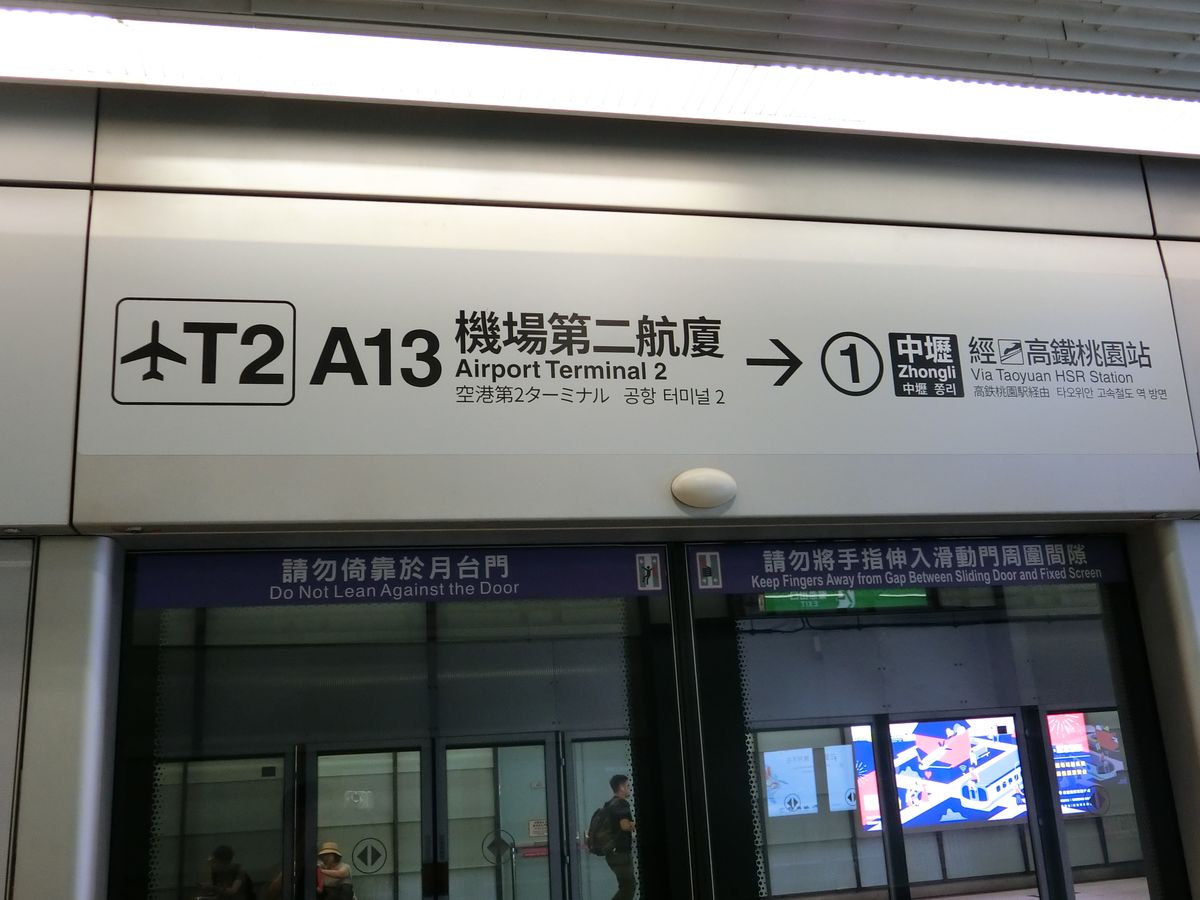 T2
A13
機場第二航廈
Airport Terminal 2
空港第2ターミナル 공항 터미널 2
→
1
中壢
Zhongli
中壢 쭝리
經高鐵桃園站
Via Taoyuan HSR Station
高鉄桃園駅経由 타오위안 고속철도 역 방면
請勿倚靠於月台門
Do Not Lean Against the Door
請勿將手指伸入滑動門周圍間隙
Keep Fingers Away from Gap Between Sliding Door and Fixed Screen
EXIT